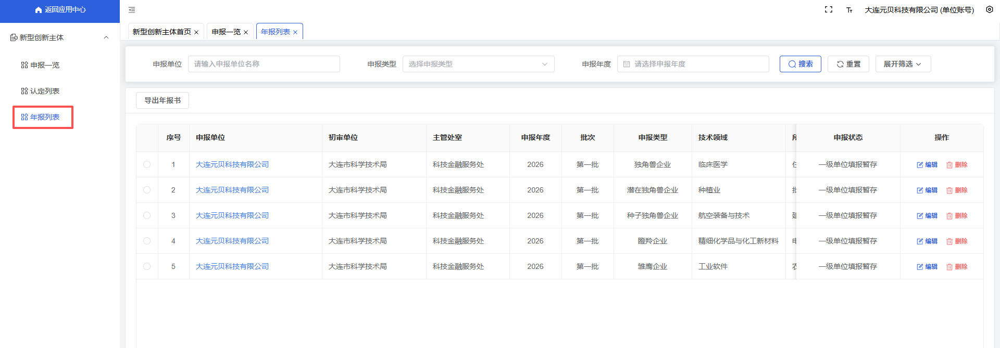 返回应用中心
大连元贝科技有限公司 (单位账号)
新型创新主体
新型创新主体首页 申报一览 年报列表
申报一览
认定列表
年报列表
申报单位 请输入申报单位名称 申报类型 选择申报类型 申报年度 请选择申报年度 搜索 重置 展开筛选
导出年报书
序号 申报单位 初审单位 主管处室 申报年度 批次 申报类型 技术领域 申报状态 操作
1 大连元贝科技有限公司 大连市科学技术局 科技金融服务处 2026 第一批 独角兽企业 临床医学 一级单位填报暂存 编辑 删除
2 大连元贝科技有限公司 大连市科学技术局 科技金融服务处 2026 第一批 潜在独角兽企业 种植业 一级单位填报暂存 编辑 删除
3 大连元贝科技有限公司 大连市科学技术局 科技金融服务处 2026 第一批 种子独角兽企业 航空装备与技术 一级单位填报暂存 编辑 删除
4 大连元贝科技有限公司 大连市科学技术局 科技金融服务处 2026 第一批 瞪羚企业 精细化学品与化工新材料 一级单位填报暂存 编辑 删除
5 大连元贝科技有限公司 大连市科学技术局 科技金融服务处 2026 第一批 雏鹰企业 工业软件 一级单位填报暂存 编辑 删除